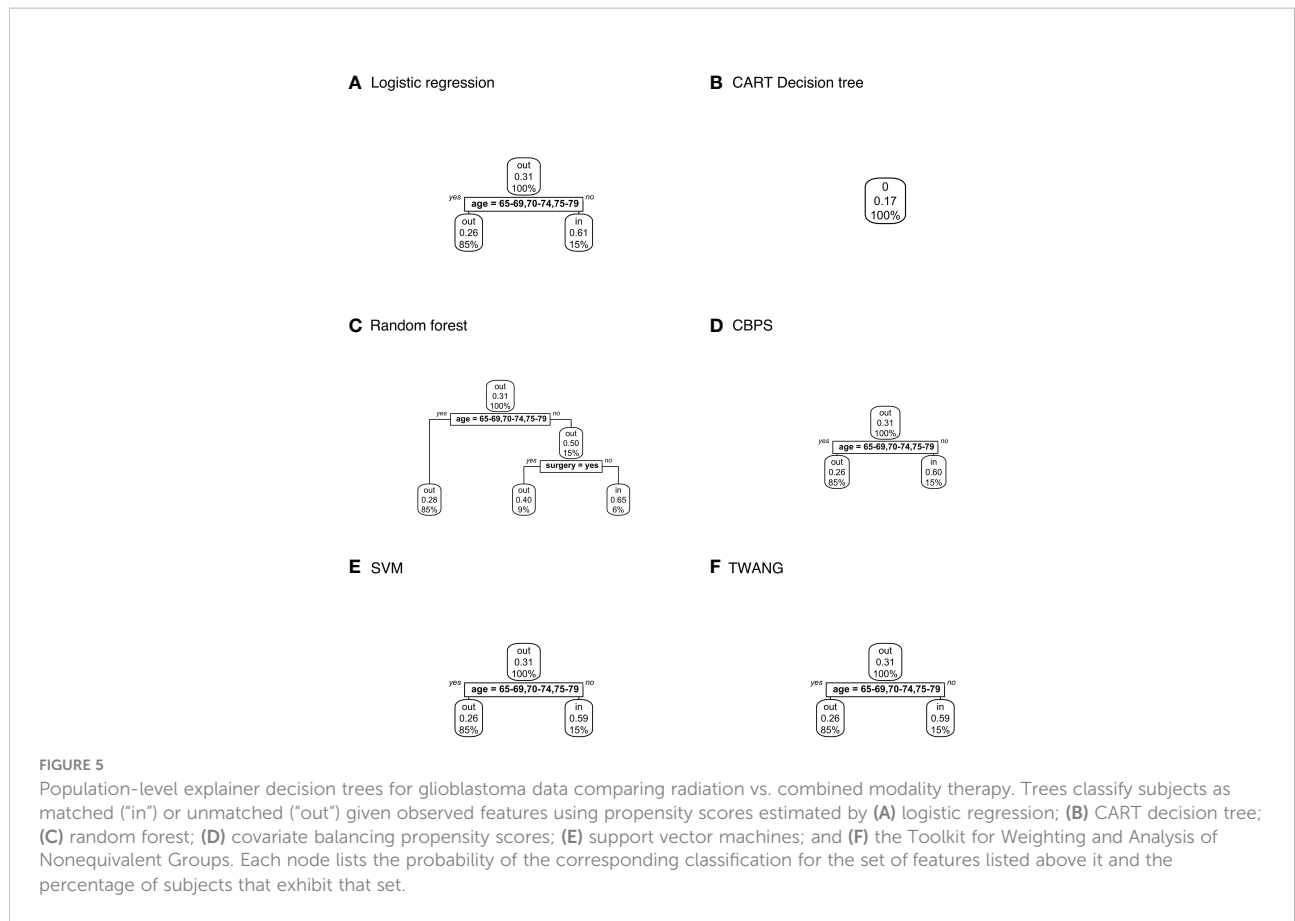 A Logistic regression
out
0.31
100%
yes
age = 65-69,70-74,75-79
no
out
0.26
85%
in
0.61
15%
B CART Decision tree
0
0.17
100%
C Random forest
out
0.31
100%
yes
age = 65-69,70-74,75-79
no
out
0.50
15%
yes
surgery = yes
no
out
0.28
85%
out
0.40
9%
in
0.65
6%
D CBPS
out
0.31
100%
yes
age = 65-69,70-74,75-79
no
out
0.26
85%
in
0.60
15%
E SVM
out
0.31
100%
yes
age = 65-69,70-74,75-79
no
out
0.26
85%
in
0.59
15%
F TWANG
out
0.31
100%
yes
age = 65-69,70-74,75-79
no
out
0.26
85%
in
0.59
15%
FIGURE 5
Population-level explainer decision trees for glioblastoma data comparing radiation vs. combined modality therapy. Trees classify subjects as
matched ("in") or unmatched ("out") given observed features using propensity scores estimated by (A) logistic regression; (B) CART decision tree;
(C) random forest; (D) covariate balancing propensity scores; (E) support vector machines; and (F) the Toolkit for Weighting and Analysis of
Nonequivalent Groups. Each node lists the probability of the corresponding classification for the set of features listed above it and the
percentage of subjects that exhibit that set.